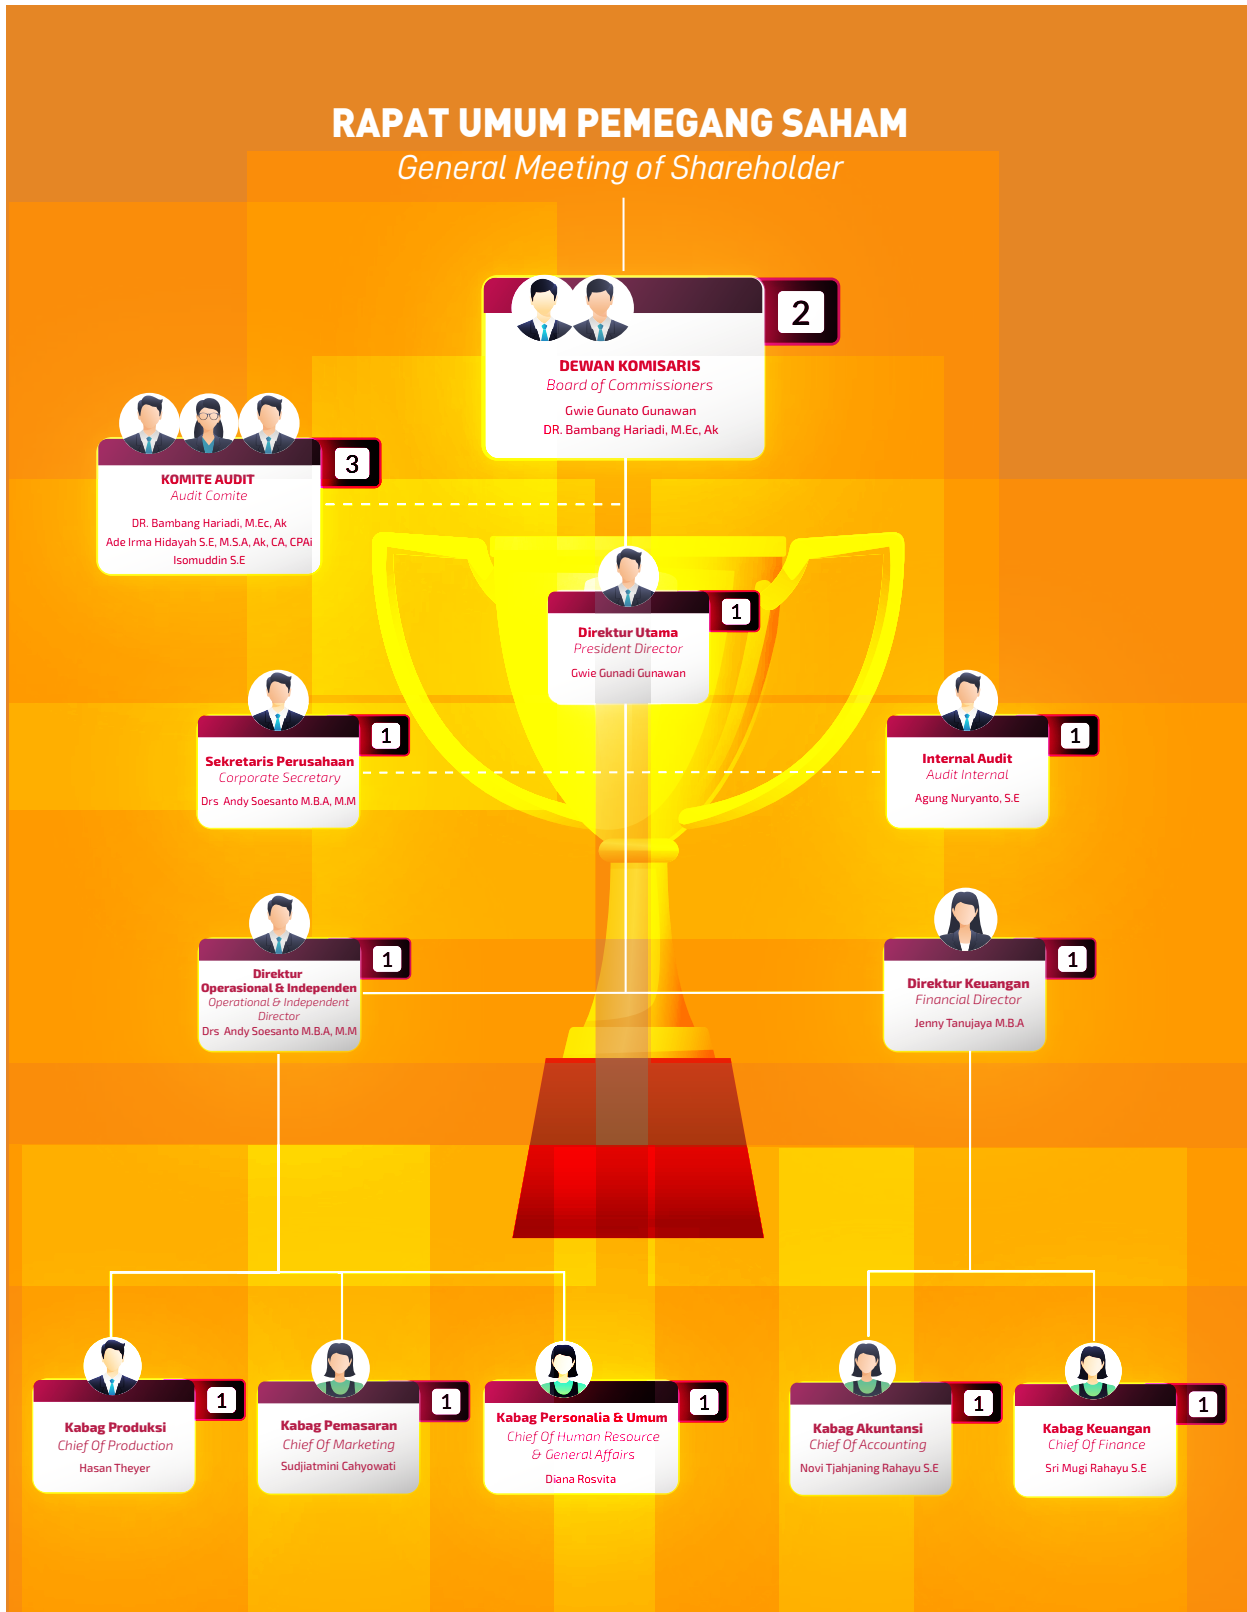 RAPAT UMUM PEMEGANG SAHAM
General Meeting of Shareholder
2
DEWAN KOMISARIS
Board of Commissioners
Gwie Gunato Gunawan
DR. Bambang Hariadi, M.Ec, Ak
3
KOMITE AUDIT
Audit Comite
DR. Bambang Hariadi, M.Ec, Ak
Ade Irma Hidayah S.E, M.S.A, Ak, CA, CPAi
Isomuddin S.E
1
Direktur Utama
President Director
Gwie Gunadi Gunawan
1
Sekretaris Perusahaan
Corporate Secretary
Drs  Andy Soesanto M.B.A, M.M
1
Internal Audit
Audit Internal
Agung Nuryanto, S.E
1
Direktur
Operasional & Independen
Operational & Independent
Director
Drs  Andy Soesanto M.B.A, M.M
1
Direktur Keuangan
Financial Director
Jenny Tanujaya M.B.A
1
Kabag Produksi
Chief Of Production
Hasan Theyer
1
Kabag Pemasaran
Chief Of Marketing
Sudjiatmini Cahyowati
1
Kabag Personalia & Umum
Chief Of Human Resource
& General Affairs
Diana Rosvita
1
Kabag Akuntansi
Chief Of Accounting
Novi Tjahjaning Rahayu S.E
1
Kabag Keuangan
Chief Of Finance
Sri Mugi Rahayu S.E